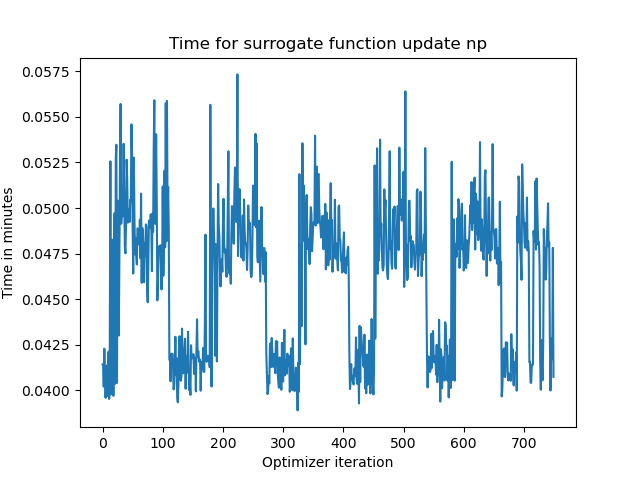 Time for surrogate function update np
Time in minutes
0.0575
0.0550
0.0525
0.0500
0.0475
0.0450
0.0425
0.0400
0 100 200 300 400 500 600 700
Optimizer iteration